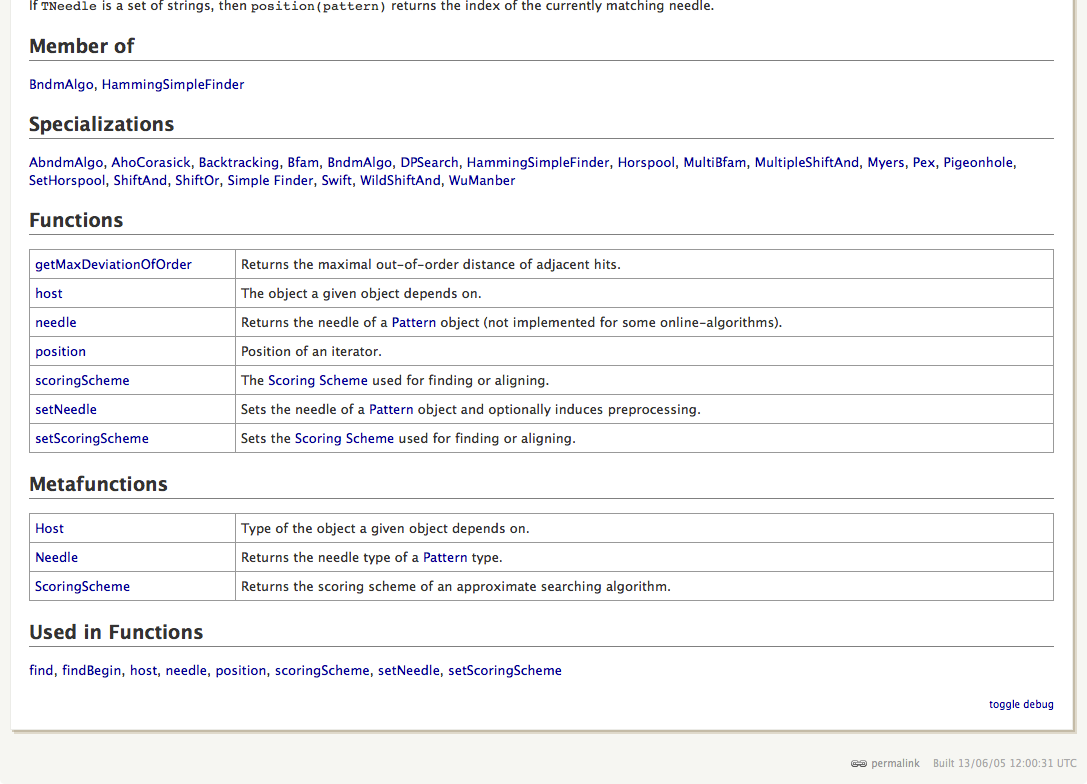 If TNeedle is a set of strings, then position(pattern) returns the index of the currently matching needle.
Member of
BndmAlgo, HammingSimpleFinder
Specializations
AbndmAlgo, AhoCorasick, Backtracking, Bfam, BndmAlgo, DPSearch, HammingSimpleFinder, Horspool, MultiBfam, MultipleShiftAnd, Myers, Pex, Pigeonhole,
SetHorspool, ShiftAnd, ShiftOr, Simple Finder, Swift, WildShiftAnd, WuManber
Functions
getMaxDeviationOfOrder Returns the maximal out-of-order distance of adjacent hits.
host The object a given object depends on.
needle Returns the needle of a Pattern object (not implemented for some online-algorithms).
position Position of an iterator.
scoringScheme The Scoring Scheme used for finding or aligning.
setNeedle Sets the needle of a Pattern object and optionally induces preprocessing.
setScoringScheme Sets the Scoring Scheme used for finding or aligning.
Metafunctions
Host Type of the object a given object depends on.
Needle Returns the needle type of a Pattern type.
ScoringScheme Returns the scoring scheme of an approximate searching algorithm.
Used in Functions
find, findBegin, host, needle, position, scoringScheme, setNeedle, setScoringScheme
toggle debug
permalink Built 13/06/05 12:00:31 UTC